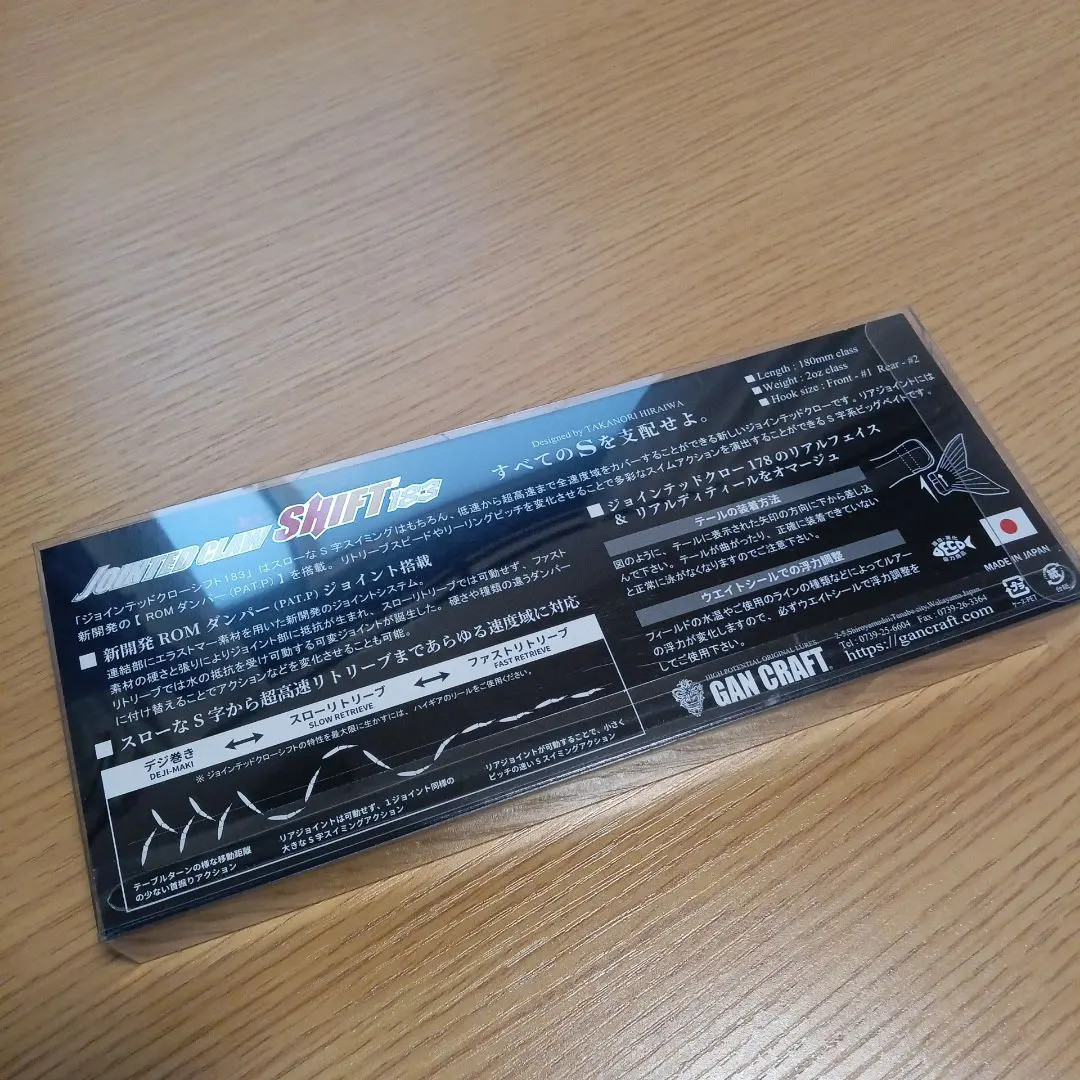 JOINTED CLAW SHIFT 183
Designed by TAKANORI HIRAIWA
すべてのSを支配せよ。
■ Length : 180mm class
■ Weight : 2oz class
■ Hook size : Front - #1 Rear - #2
「ジョインテッドクローシフト183」はスローなS字スイミングはもちろん、低速から超高速まで全速度域をカバーすることができる新しいジョインテッドクローです。リアジョイントには
新開発の【 ROMダンパー(PAT.P) 】を搭載。リトリーブスピードやリーリングピッチを変化させることで多彩なスイムアクションを演出することができるS字系ビッグベイトです。
■ 新開発 ROM ダンパー (PAT.P) ジョイント搭載
連結部にエラストマー素材を用いた新開発のジョイントシステム。
素材の硬さと張りによりジョイント部に抵抗が生まれ、スローリトリーブでは可動せず、ファスト
リトリーブでは水の抵抗を受け可動する可変ジョイントが誕生した。硬さや種類の違うダンパー
に付け替えることでアクションなどを変化させることも可能。
■ スローなS字から超高速リトリーブまであらゆる速度域に対応
デジ巻き
DEJI-MAKI
スローリトリーブ
SLOW RETRIEVE
ファストリトリーブ
FAST RETRIEVE
※ ジョインテッドクローシフトの特性を最大限に生かすには、ハイギアのリールをご使用ください。
テーブルターンの様な移動距離
の少ない首振りアクション
リアジョイントは可動せず、1ジョイント同様の
大きなS字スイミングアクション
リアジョイントが可動することで、小さく
ピッチの速いSスイミングアクション
■ ジョインテッドクロー 178 のリアルフェイス
& リアルディティールをオマージュ
テールの装着方法
図のように、テールに表示された矢印の方向に下から差し込
んで下さい。テールが曲がったり、正確に装着できていない
と正常に泳がなくなりますのでご注意下さい。
ウエイトシールでの浮力調整
フィールドの水温やご使用のラインの種類などによってルアー
の浮力が変化しますので、必ずウエイトシールで浮力調整を
してご使用下さい。
MADE IN JAPAN
HIGH POTENTIAL ORIGINAL LURES
GAN CRAFT
2-5,Shiroyamadai,Tanabe-city,Wakayama,Japan.
Tel: 0739-25-6604 Fax : 0739-26-3364
https://gancraft.com
ケース:PET
台紙